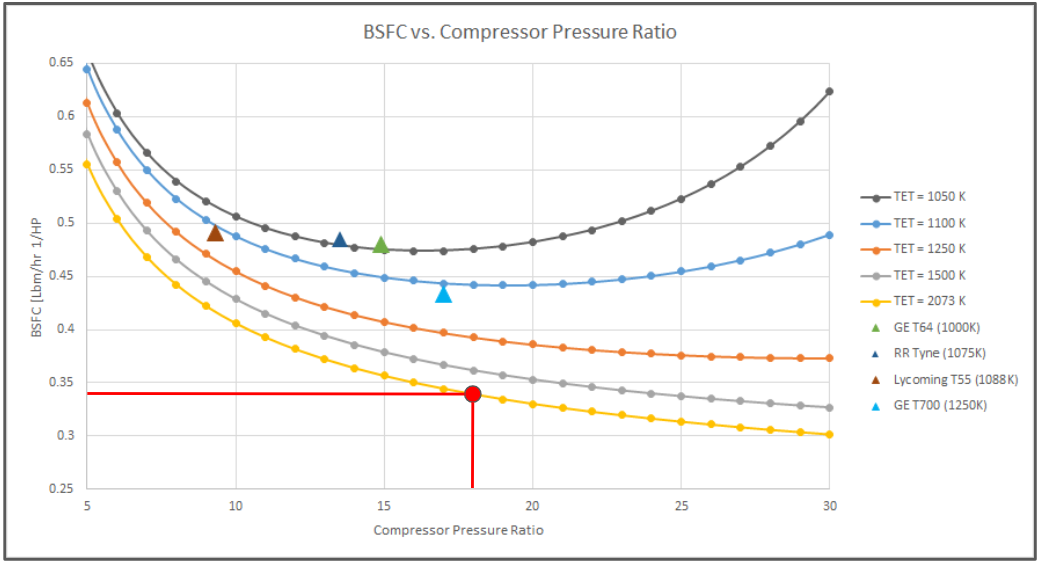 BSFC vs. Compressor Pressure Ratio
0.65
0.6
0.55
0.5
0.45
0.4
0.35
0.3
0.25
BSFC [Lbm/hr 1/HP
5 10 15 20 25 30
Compressor Pressure Ratio
TET = 1050 K
TET = 1100 K
TET = 1250 K
TET = 1500 K
TET = 2073 K
GE T64 (1000K)
RR Tyne (1075K)
Lycoming T55 (1088K)
GE T700 (1250K)